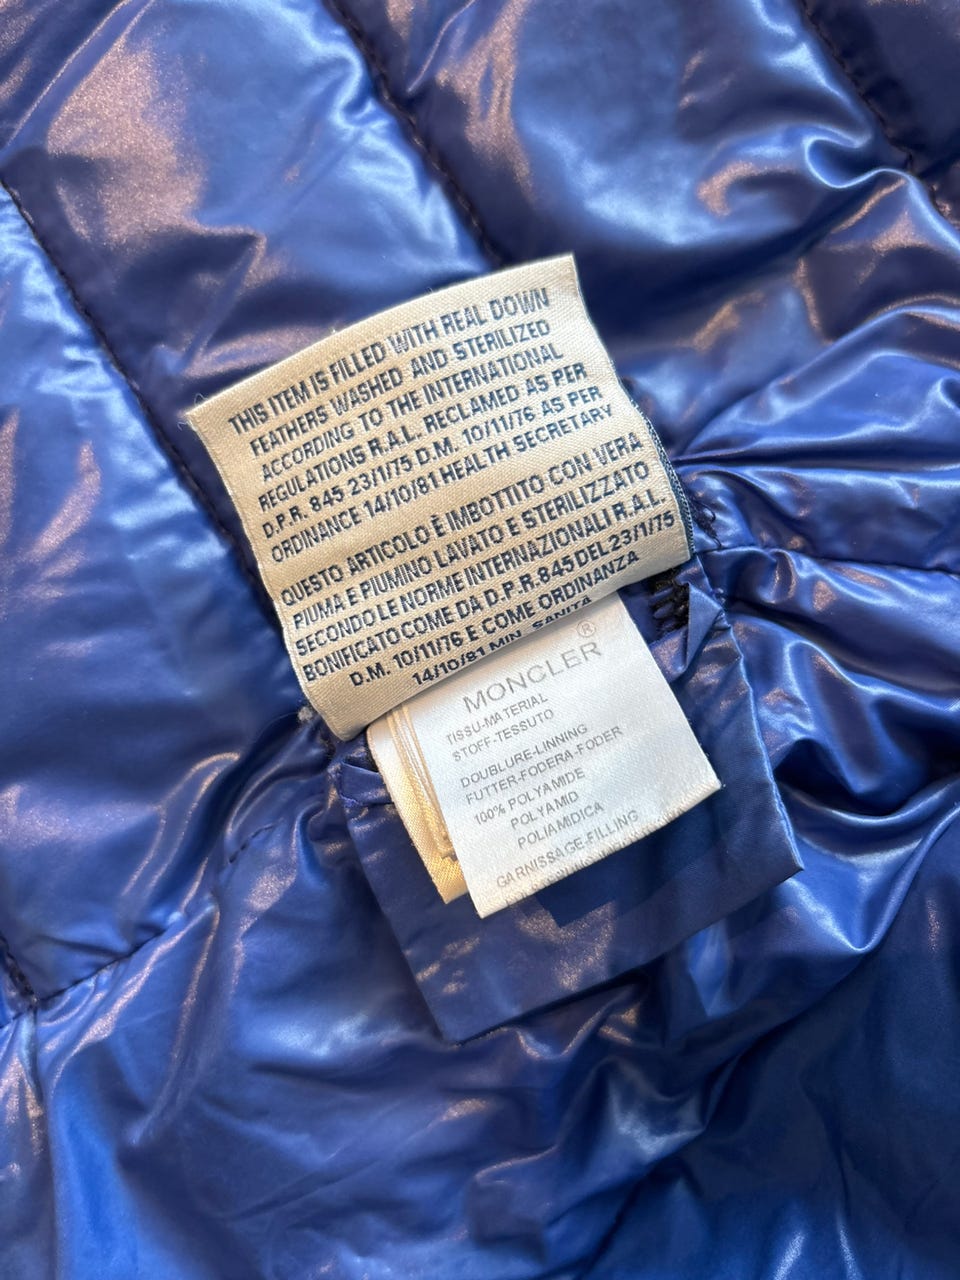 THIS ITEM IS FILLED WITH REAL DOWN
FEATHERS WASHED AND STERILIZED
ACCORDING TO THE INTERNATIONAL
REGULATIONS R.A.L. RECLAMED AS PER
D.P.R. 845 23/1/75 D.M. 10/11/76 AS PER
ORDINANCE 14/10/81 HEALTH SECRETARY
QUESTO ARTICOLO È IMBOTTITO CON VERA
PIUMA E PIUMINO LAVATO E STERILIZZATO
SECONDO LE NORME INTERNAZIONALI R.A.L.
BONIFICATO COME DA D.P.R. 845 DEL 23/1/75
D.M. 10/11/76 E COME ORDINANZA
14/10/81 MIN. SANITA
MONCLER®
TISSU-MATERIAL
STOFF-TESSUTO
DOUBLURE-LINNING
FUTTER-FODERA-FODER
100% POLYAMIDE
POLYAMID
POLIAMIDICA
GARNISSAGE-FILLING